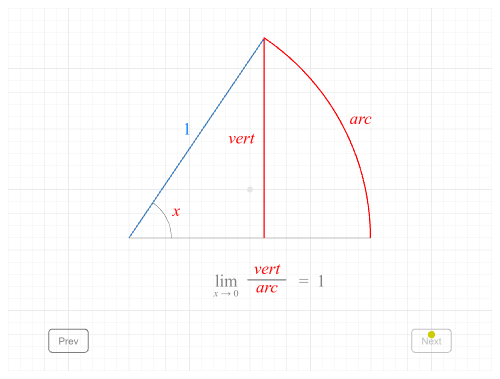 1
vert
arc
x
lim x → 0 vert / arc = 1
Prev
Next